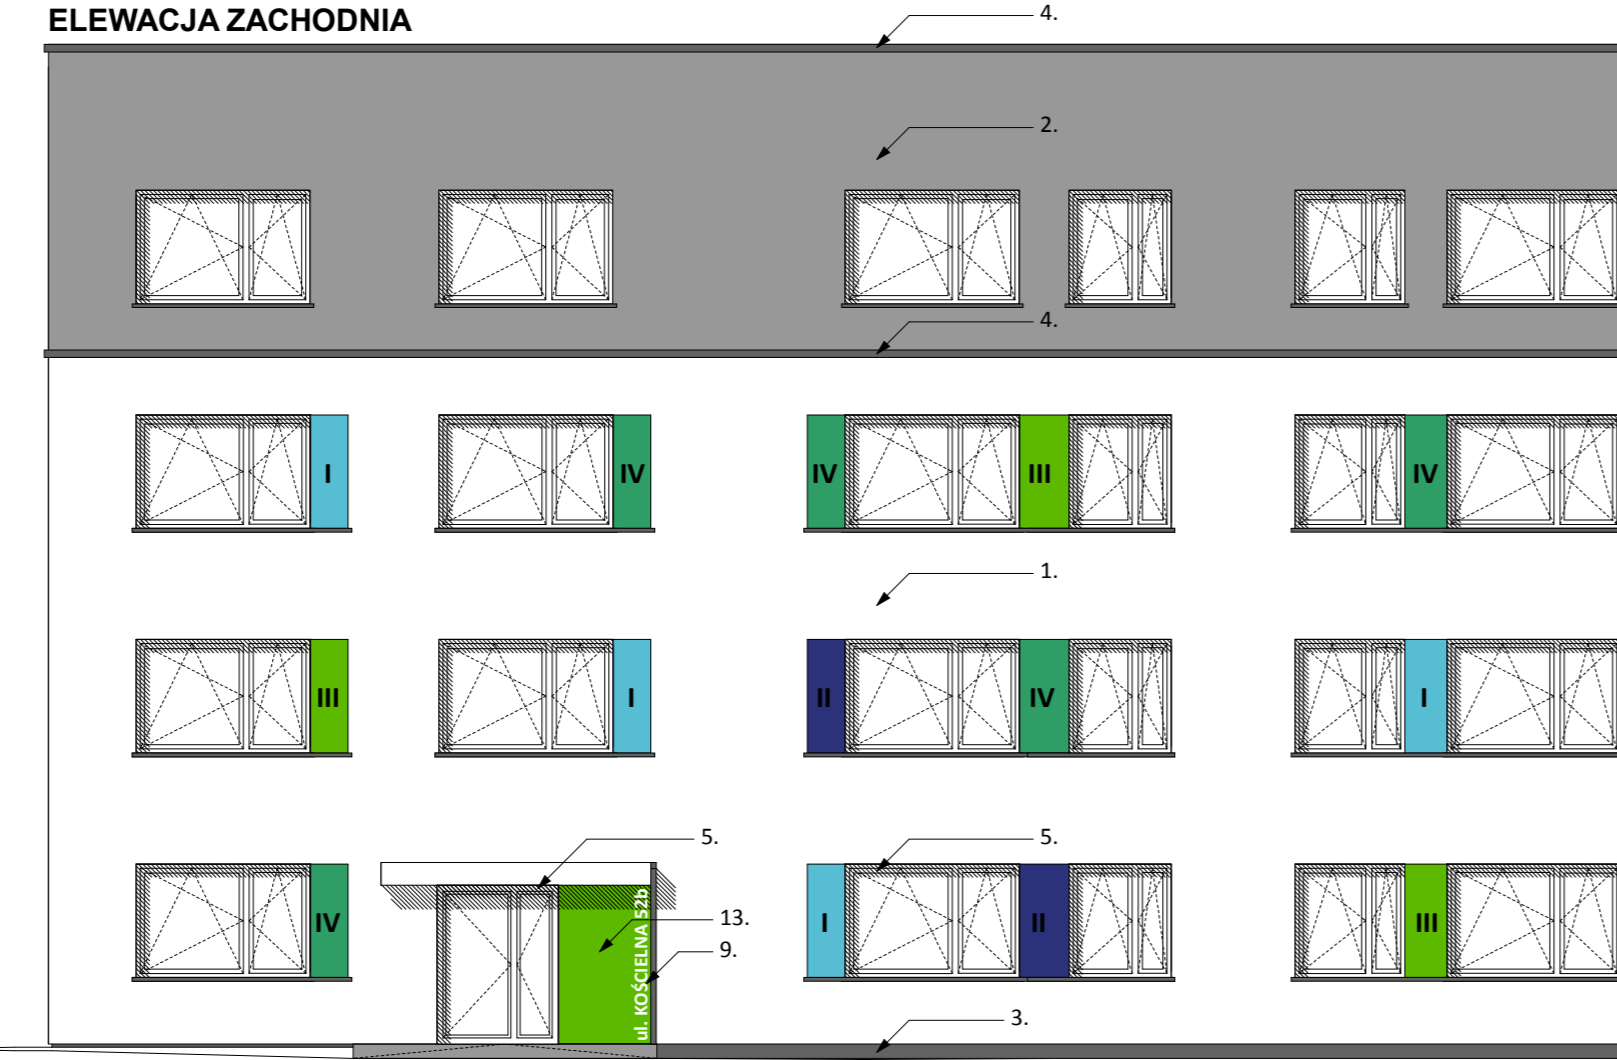 ELEWACJA ZACHODNIA
4.
2.
4.
I
IV
IV
III
IV
1.
III
I
II
IV
I
5.
5.
IV
ul. KOŚCIELNA 52b
13.
9.
I
II
III
3.